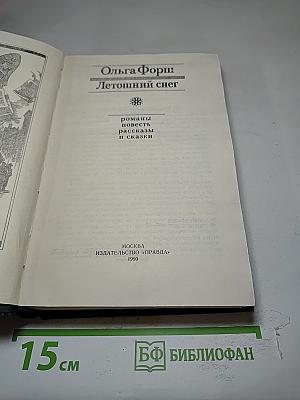 Ольга Форш
Летошний снег
романы
повесть
рассказы
и сказки
МОСКВА
ИЗДАТЕЛЬСТВО «ПРАВДА»
1990
15 см
БФ БИБЛИОФАН